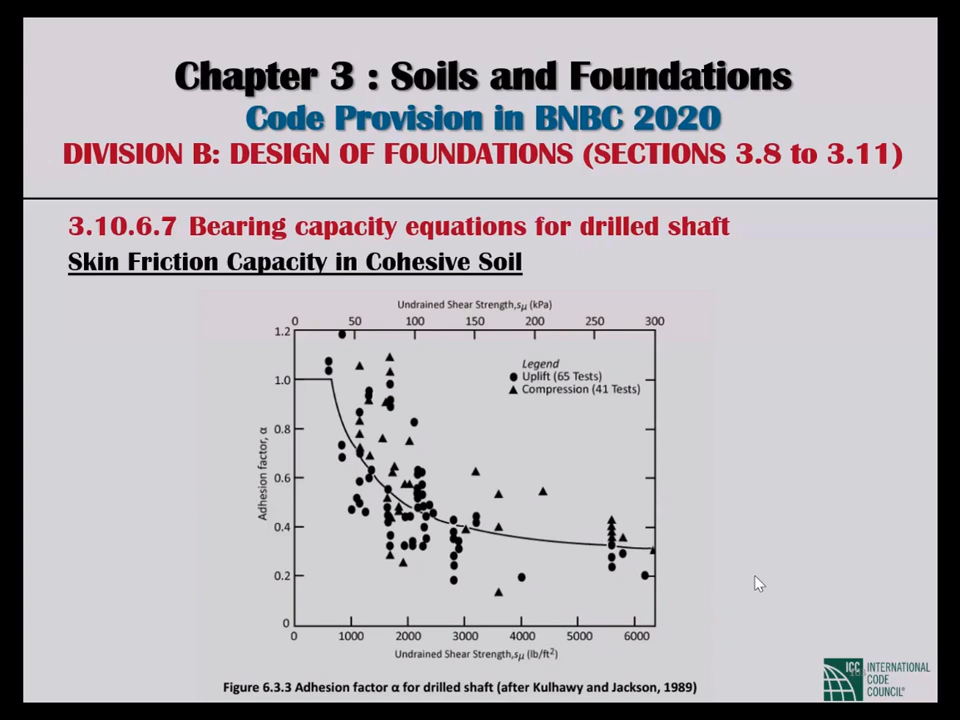 Chapter 3 : Soils and Foundations
Code Provision in BNBC 2020
DIVISION B: DESIGN OF FOUNDATIONS (SECTIONS 3.8 to 3.11)
3.10.6.7 Bearing capacity equations for drilled shaft
Skin Friction Capacity in Cohesive Soil
Undrained Shear Strength,sμ (kPa)
0 50 100 150 200 250 300
1.2
Legend
Uplift (65 Tests)
Compression (41 Tests)
1.0
0.8
Adhesion factor, α
0.6
0.4
0.2
0
0 1000 2000 3000 4000 5000 6000
Undrained Shear Strength,sμ (lb/ft²)
Figure 6.3.3 Adhesion factor α for drilled shaft (after Kulhawy and Jackson, 1989)
ICC INTERNATIONAL
CODE
COUNCIL®